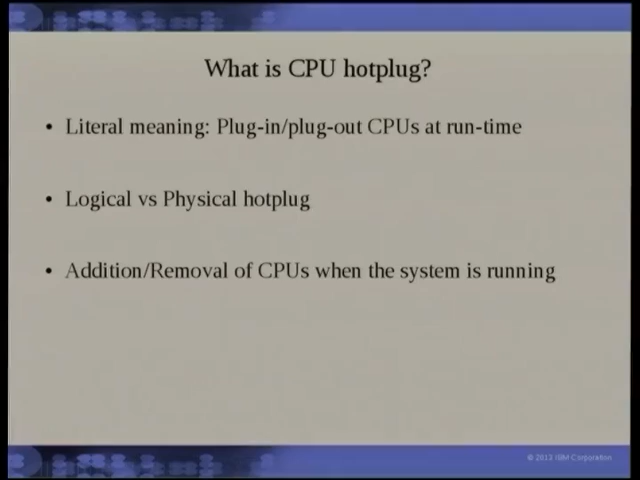 What is CPU hotplug?
• Literal meaning: Plug-in/plug-out CPUs at run-time
• Logical vs Physical hotplug
• Addition/Removal of CPUs when the system is running
© 2013 IBM Corporation